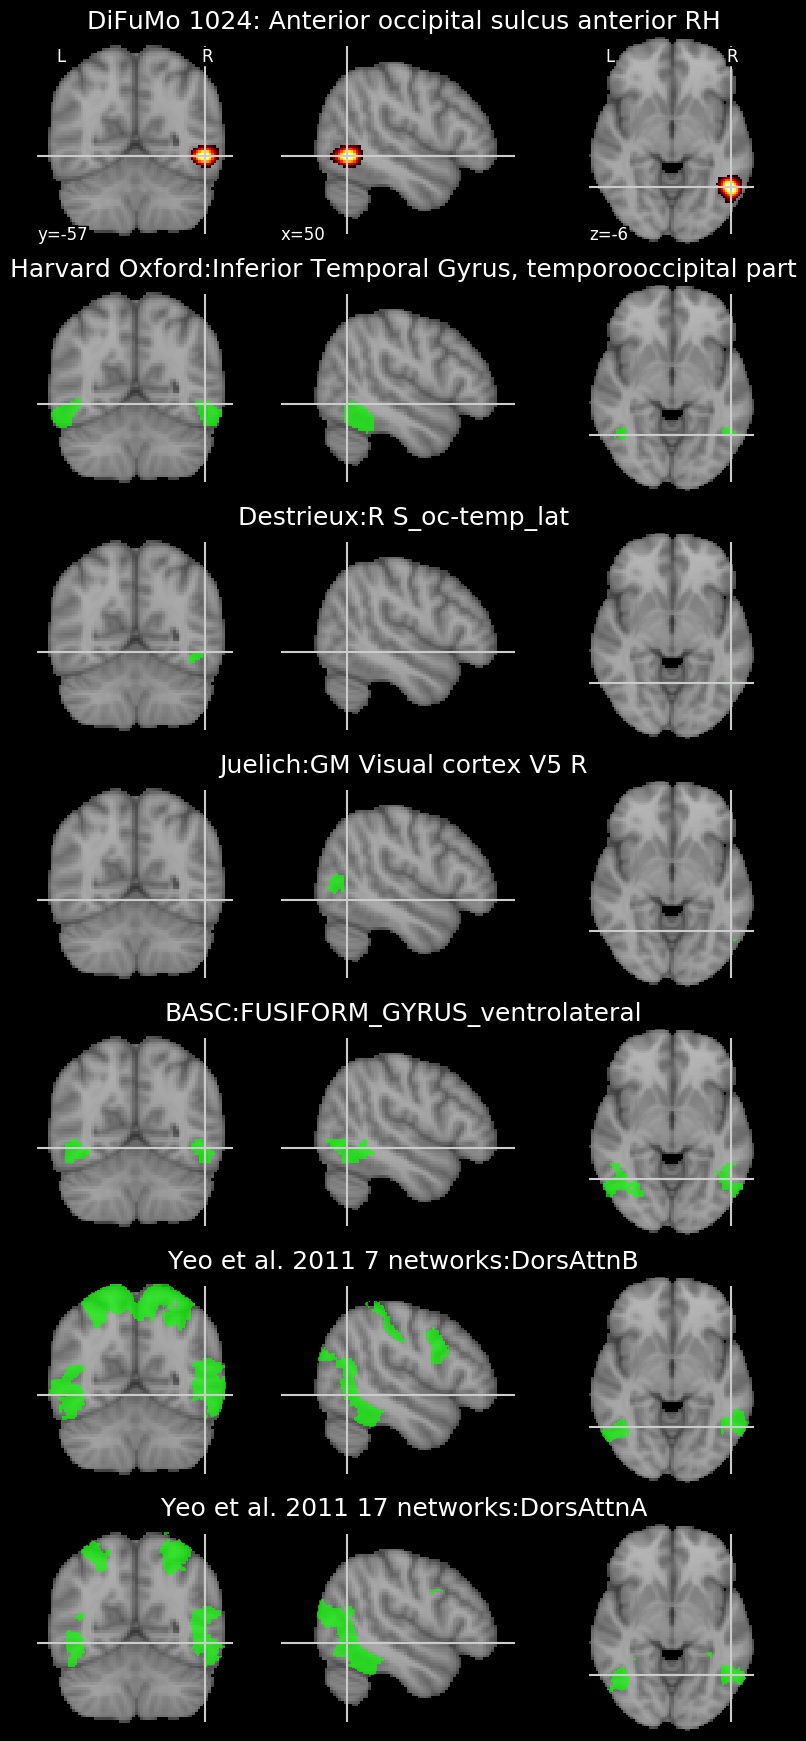 DiFuMo 1024: Anterior occipital sulcus anterior RH
L R L R
y=-57 x=50 z=-6
Harvard Oxford:Inferior Temporal Gyrus, temporooccipital part
Destrieux:R S_oc-temp_lat
Juelich:GM Visual cortex V5 R
BASC:FUSIFORM_GYRUS_ventrolateral
Yeo et al. 2011 7 networks:DorsAttnB
Yeo et al. 2011 17 networks:DorsAttnA